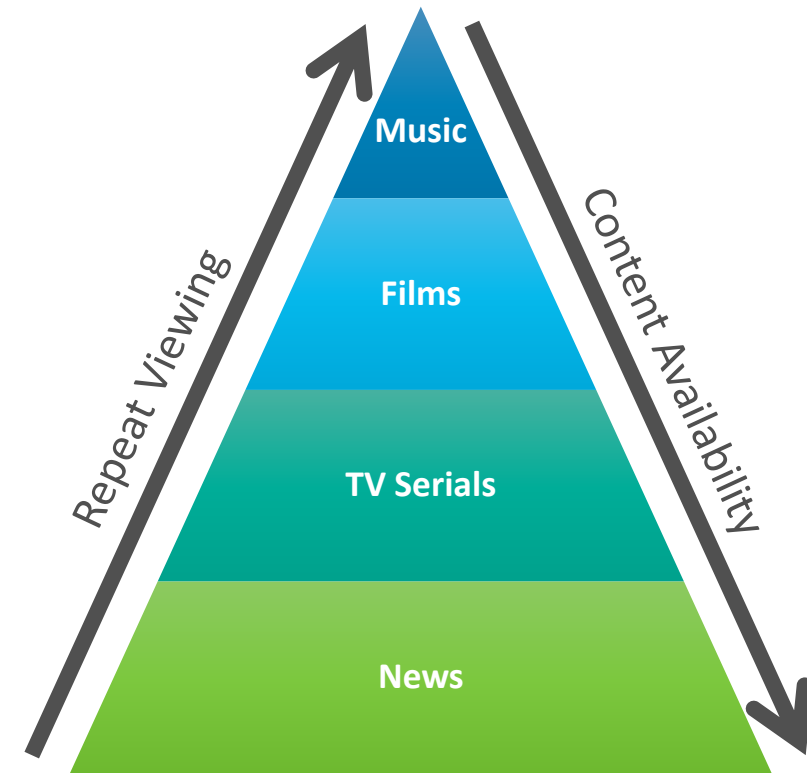 Music
Films
TV Serials
News
Repeat Viewing
Content Availability